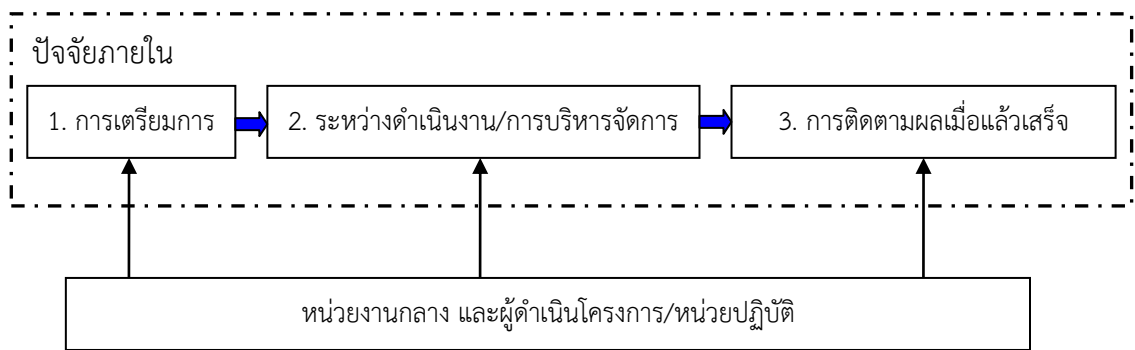 ปัจจัยภายใน
1. การเตรียมการ
2. ระหว่างดำเนินงาน/การบริหารจัดการ
3. การติดตามผลเมื่อแล้วเสร็จ
หน่วยงานกลาง และผู้ดำเนินโครงการ/หน่วยปฏิบัติ